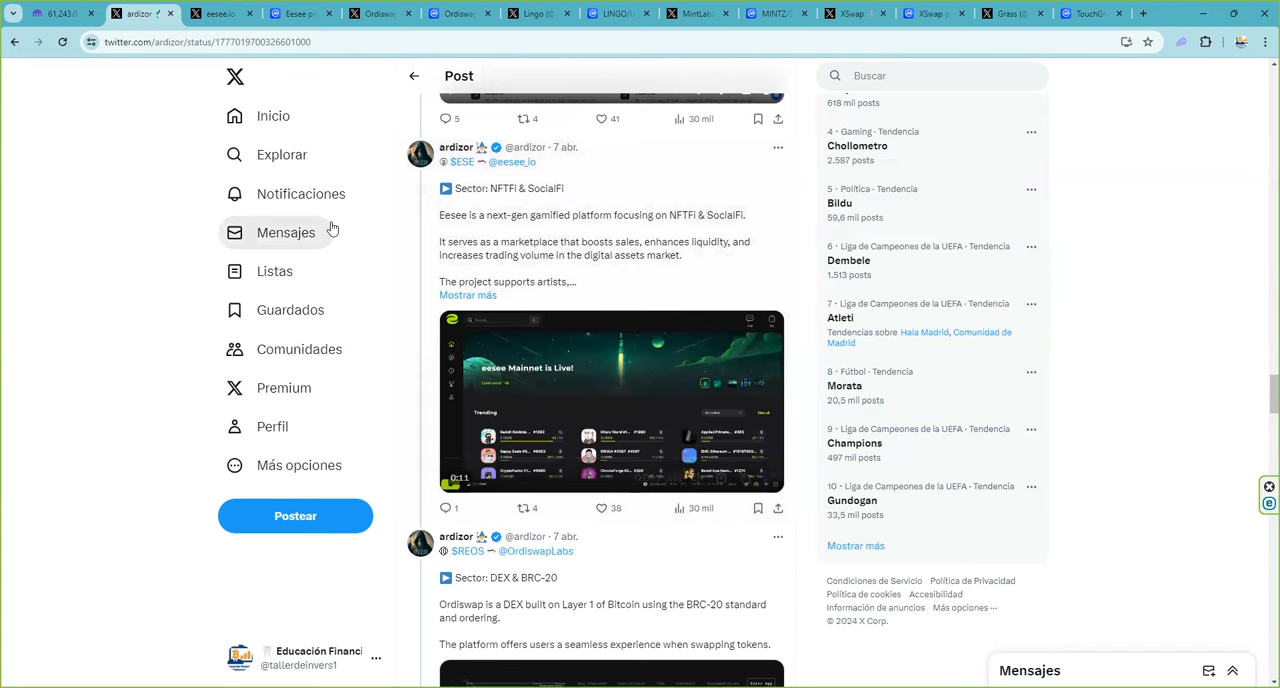 61,243/
ardizor
eesee.io
Eesee pr
Ordiswap
Ordiswap
Lingo (
LINGO/U
MintLabs
MINTZ/
XSwap
XSwap p
Grass (
TouchGr
twitter.com/ardizor/status/1777019700326601000
Inicio
Explorar
Notificaciones
Mensajes
Listas
Guardados
Comunidades
Premium
Perfil
Más opciones
Postear
Educación Financi
@tallerdeinvers1
Post
5 4 41 30 mil
ardizor @ardizor · 7 abr.
$ESE @eesee_io
Sector: NFTFi & SocialFi
Eesee is a next-gen gamified platform focusing on NFTFi & SocialFi.
It serves as a marketplace that boosts sales, enhances liquidity, and
increases trading volume in the digital assets market.
The project supports artists,...
Mostrar más
eesee Mainnet is Live!
Trending
0:11
1 4 38 30 mil
ardizor @ardizor · 7 abr.
$REOS @OrdiswapLabs
Sector: DEX & BRC-20
Ordiswap is a DEX built on Layer 1 of Bitcoin using the BRC-20 standard
and ordering.
The platform offers users a seamless experience when swapping tokens.
Buscar
618 mil posts
4 · Gaming · Tendencia
Chollometro
2.587 posts
5 · Política · Tendencia
Bildu
59,6 mil posts
6 · Liga de Campeones de la UEFA · Tendencia
Dembele
1.513 posts
7 · Liga de Campeones de la UEFA · Tendencia
Atleti
Tendencias sobre Hala Madrid, Comunidad de
Madrid
8 · Fútbol · Tendencia
Morata
20,5 mil posts
9 · Liga de Campeones de la UEFA · Tendencia
Champions
497 mil posts
10 · Liga de Campeones de la UEFA · Tendencia
Gundogan
33,5 mil posts
Mostrar más
Condiciones de Servicio Política de Privacidad
Política de cookies Accesibilidad
Información de anuncios Más opciones ···
© 2024 X Corp.
Mensajes